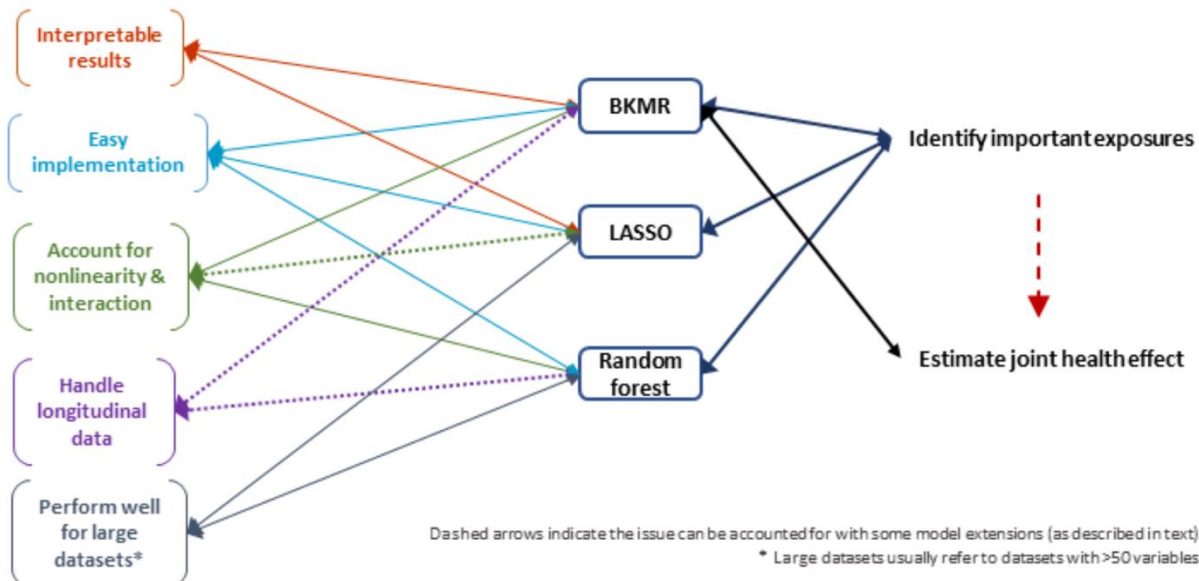 Interpretable
results
Easy
implementation
Account for
nonlinearity &
interaction
Handle
longitudinal
data
Perform well
for large
datasets*
BKMR
LASSO
Random
forest
Identify important exposures
Estimate joint health effect
Dashed arrows indicate the issue can be accounted for with some model extensions (as described in text)
* Large datasets usually refer to datasets with >50 variables